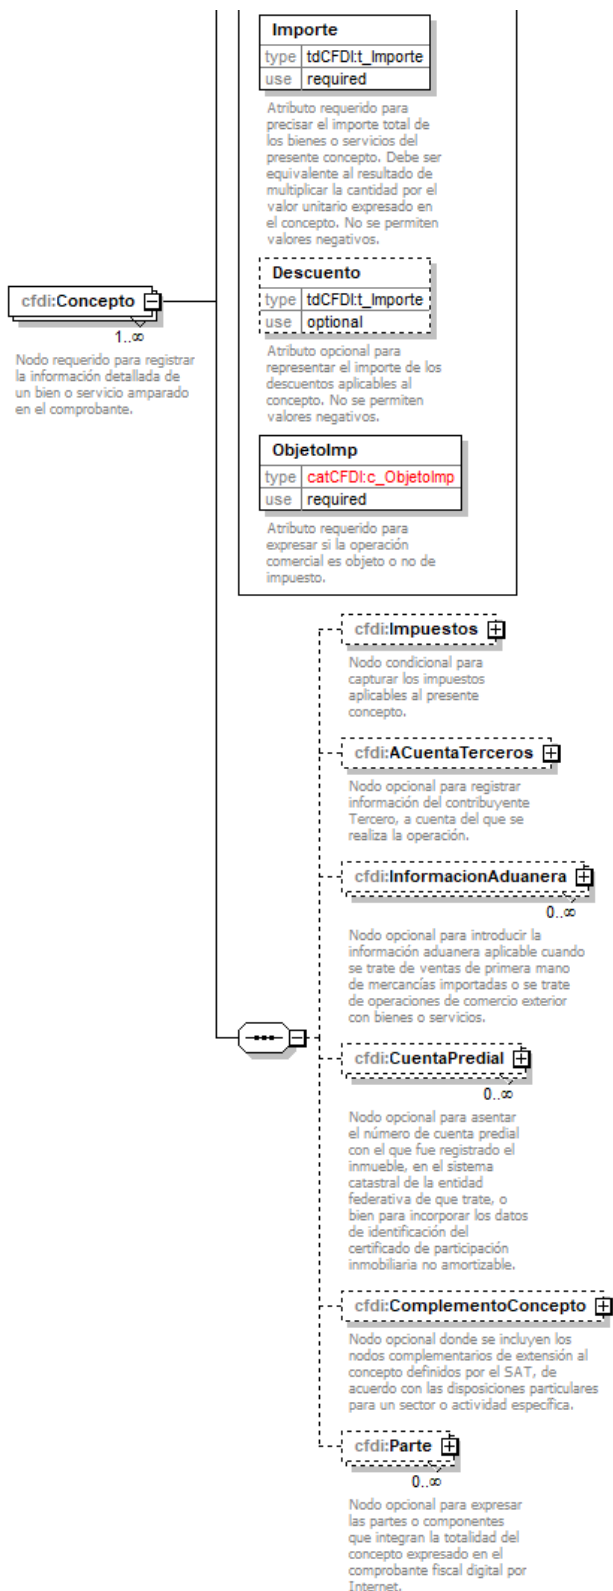 Importe
type tdCFDI:t_Importe
use required
Atributo requerido para
precisar el importe total de
los bienes o servicios del
presente concepto. Debe ser
equivalente al resultado de
multiplicar la cantidad por el
valor unitario expresado en
el concepto. No se permiten
valores negativos.
Descuento
type tdCFDI:t_Importe
use optional
Atributo opcional para
representar el importe de los
descuentos aplicables al
concepto. No se permiten
valores negativos.
cfdi:Concepto
1..∞
Nodo requerido para registrar
la información detallada de
un bien o servicio amparado
en el comprobante.
ObjetoImp
type catCFDI:c_ObjetoImp
use required
Atributo requerido para
expresar si la operación
comercial es objeto o no de
impuesto.
cfdi:Impuestos
Nodo condicional para
capturar los impuestos
aplicables al presente
concepto.
cfdi:ACuentaTerceros
Nodo opcional para registrar
información del contribuyente
Tercero, a cuenta del que se
realiza la operación.
cfdi:InformacionAduanera
0..∞
Nodo opcional para introducir la
información aduanera aplicable cuando
se trate de ventas de primera mano
de mercancías importadas o se trate
de operaciones de comercio exterior
con bienes o servicios.
cfdi:CuentaPredial
0..∞
Nodo opcional para asentar
el número de cuenta predial
con el que fue registrado el
inmueble, en el sistema
catastral de la entidad
federativa de que trate, o
bien para incorporar los datos
de identificación del
certificado de participación
inmobiliaria no amortizable.
cfdi:ComplementoConcepto
Nodo opcional donde se incluyen los
nodos complementarios de extensión al
concepto definidos por el SAT, de
acuerdo con las disposiciones particulares
para un sector o actividad específica.
cfdi:Parte
0..∞
Nodo opcional para expresar
las partes o componentes
que integran la totalidad del
concepto expresado en el
comprobante fiscal digital por
Internet.